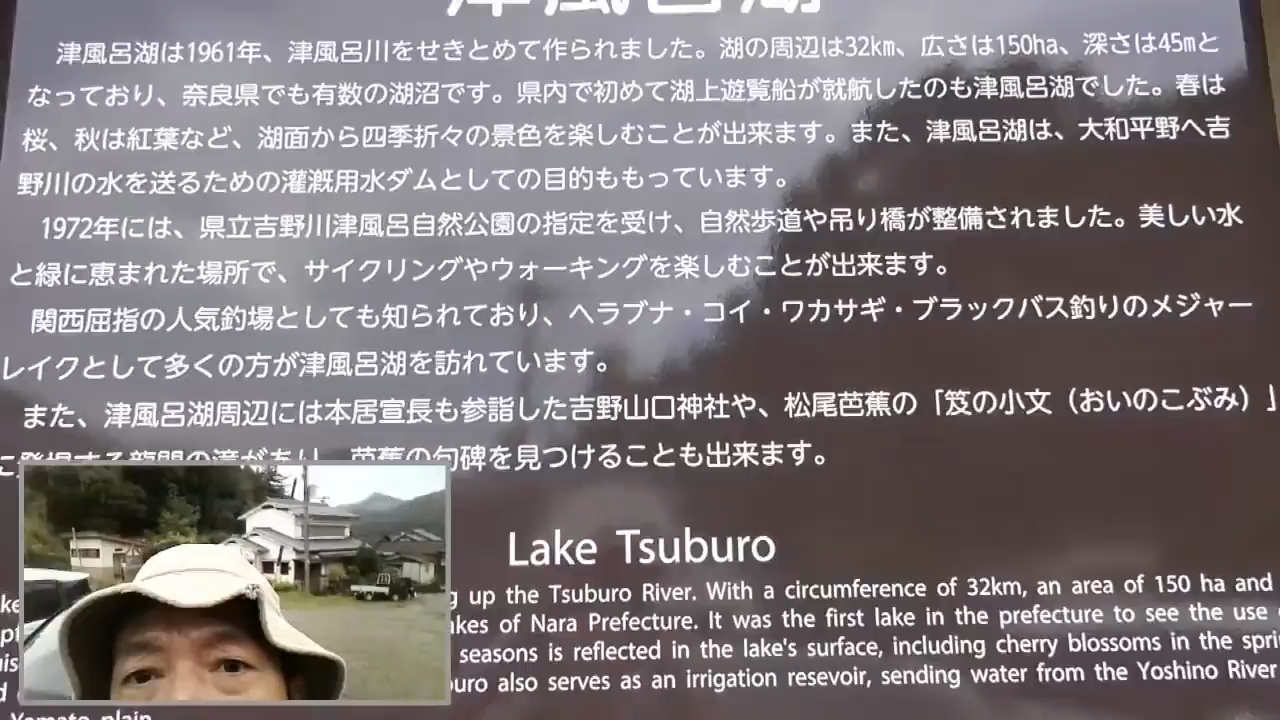 津風呂湖
津風呂湖は1961年、津風呂川をせきとめて作られました。湖の周辺は32km、広さは150ha、深さは45mと
なっており、奈良県でも有数の湖沼です。県内で初めて湖上遊覧船が就航したのも津風呂湖でした。春は
桜、秋は紅葉など、湖面から四季折々の景色を楽しむことが出来ます。また、津風呂湖は、大和平野へ吉
野川の水を送るための灌漑用水ダムとしての目的ももっています。
1972年には、県立吉野川津風呂自然公園の指定を受け、自然歩道や吊り橋が整備されました。美しい水
と緑に恵まれた場所で、サイクリングやウォーキングを楽しむことが出来ます。
関西屈指の人気釣場としても知られており、ヘラブナ・コイ・ワカサギ・ブラックバス釣りのメジャー
レイクとして多くの方が津風呂湖を訪れています。
また、津風呂湖周辺には本居宣長も参詣した吉野山口神社や、松尾芭蕉の「笈の小文（おいのこぶみ）」
に登場する龍門の滝があり、芭蕉の句碑を見つけることも出来ます。
Lake Tsuburo
g up the Tsuburo River. With a circumference of 32km, an area of 150 ha and
akes of Nara Prefecture. It was the first lake in the prefecture to see the use
seasons is reflected in the lake's surface, including cherry blossoms in the spri
buro also serves as an irrigation resevoir, sending water from the Yoshino River
Yamato plain